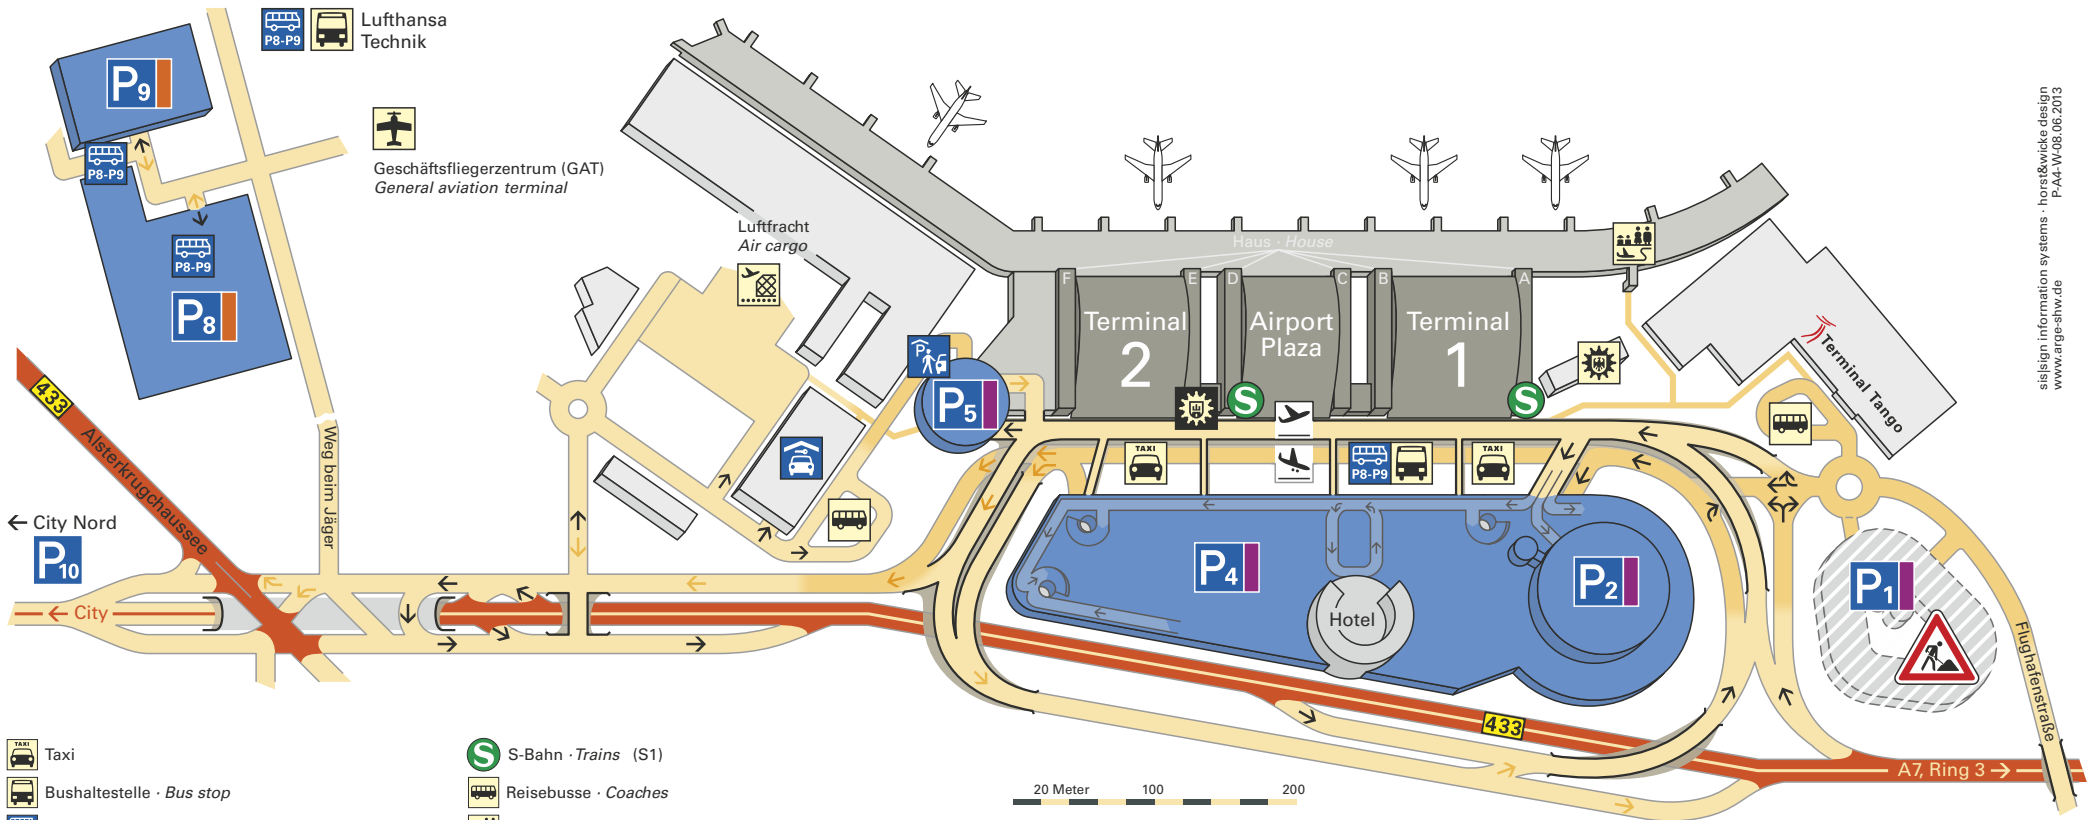 P8-P9
Lufthansa
Technik
P9
P8-P9
Geschäftsfliegerzentrum (GAT)
General aviation terminal
P8-P9
P8
Luftfracht
Air cargo
Haus · House
F
E
D
C
B
A
Terminal
2
Airport
Plaza
Terminal
1
Terminal Tango
P
P5
S
S
TAXI
P8-P9
TAXI
433
Alsterkrugchaussee
Weg beim Jäger
← City Nord
P10
← City
P4
P2
P1
Hotel
433
Flughafenstraße
A7, Ring 3 →
TAXI
Taxi
Bushaltestelle · Bus stop
S
S-Bahn · Trains (S1)
Reisebusse · Coaches
20 Meter
100
200
sis|sign information systems · horst&wicke design
www.arge-shw.de
P-A4-W-08.06.2013